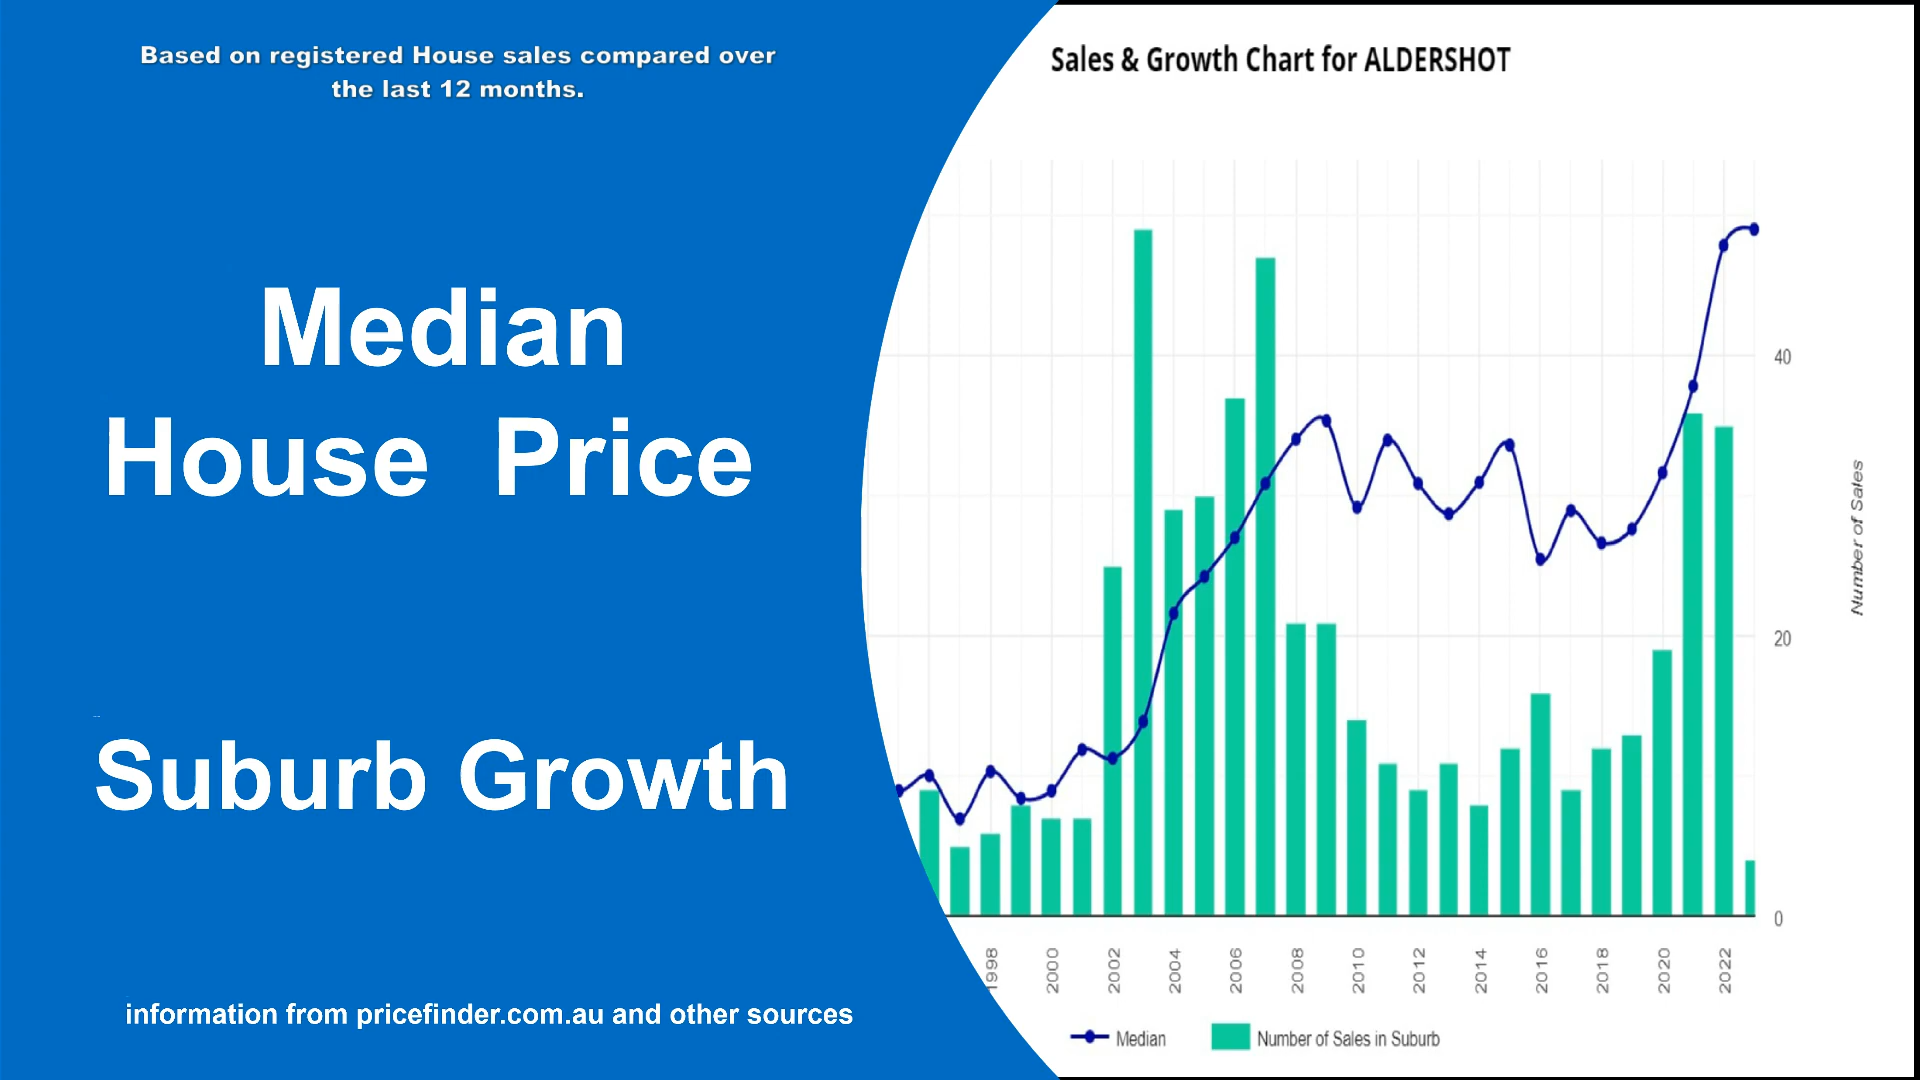 Based on registered House sales compared over
the last 12 months.
Median
House Price
Suburb Growth
information from pricefinder.com.au and other sources
Sales & Growth Chart for ALDERSHOT
40
20
0
Number of Sales
1998
2000
2002
2004
2006
2008
2010
2012
2014
2016
2018
2020
2022
Median
Number of Sales in Suburb